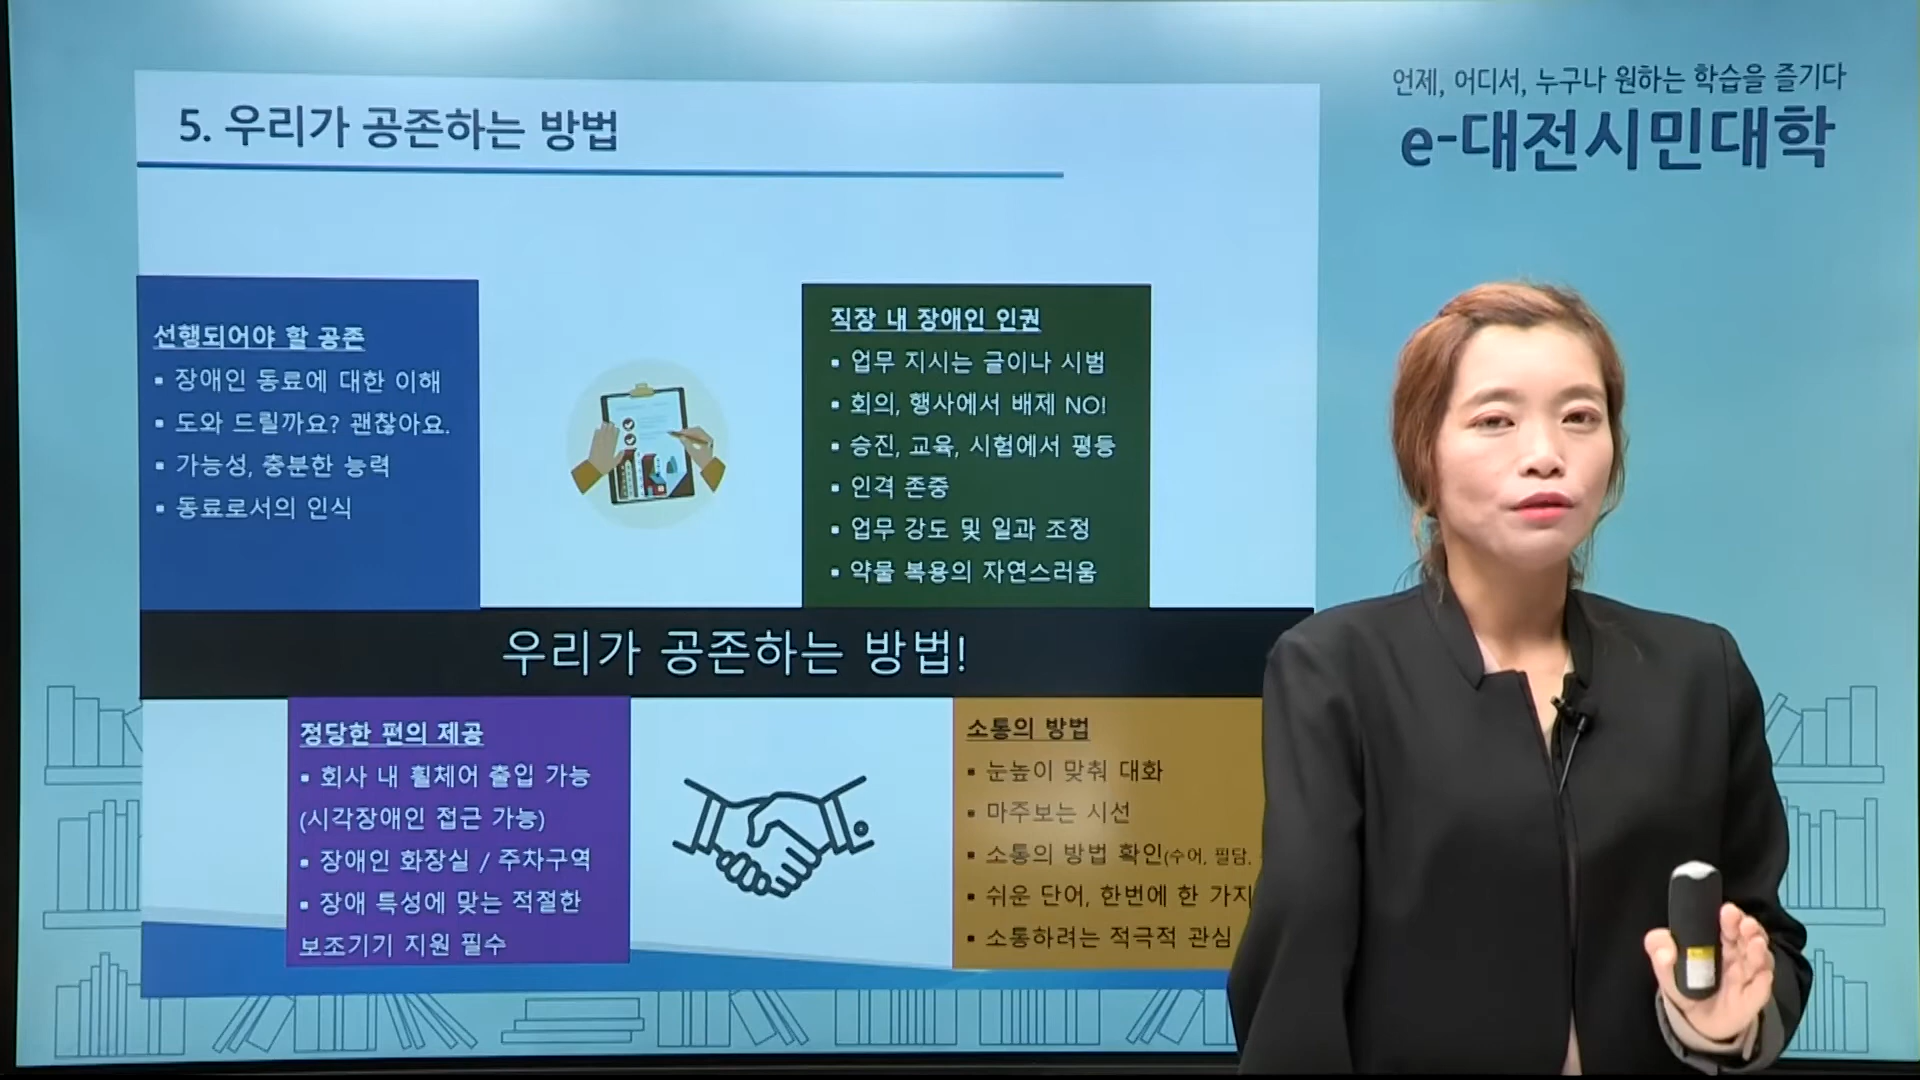 언제, 어디서, 누구나 원하는 학습을 즐기다
e-대전시민대학
5. 우리가 공존하는 방법
선행되어야 할 공존
▪ 장애인 동료에 대한 이해
▪ 도와 드릴까요? 괜찮아요.
▪ 가능성, 충분한 능력
▪ 동료로서의 인식
직장 내 장애인 인권
▪ 업무 지시는 글이나 시범
▪ 회의, 행사에서 배제 NO!
▪ 승진, 교육, 시험에서 평등
▪ 인격 존중
▪ 업무 강도 및 일과 조정
▪ 약물 복용의 자연스러움
우리가 공존하는 방법!
정당한 편의 제공
▪ 회사 내 휠체어 출입 가능
(시각장애인 접근 가능)
▪ 장애인 화장실 / 주차구역
▪ 장애 특성에 맞는 적절한
보조기기 지원 필수
소통의 방법
▪ 눈높이 맞춰 대화
▪ 마주보는 시선
▪ 소통의 방법 확인(수어, 필담,
▪ 쉬운 단어, 한번에 한 가지
▪ 소통하려는 적극적 관심